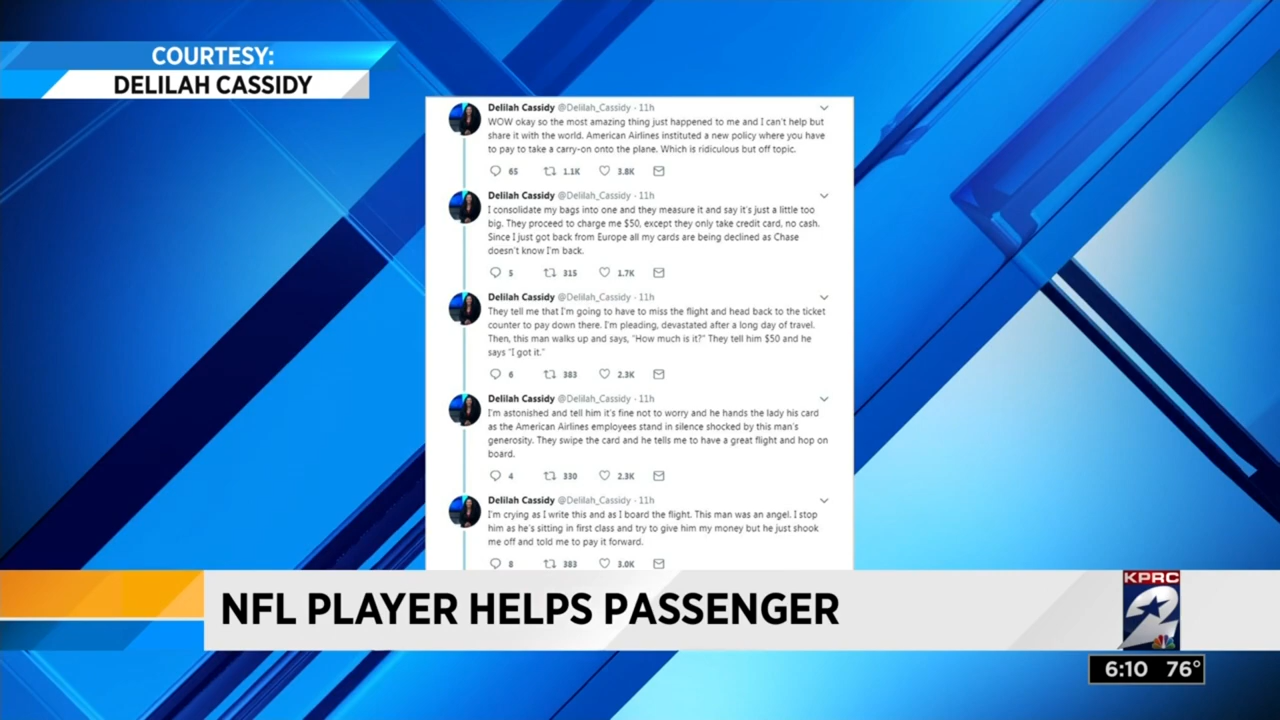 COURTESY:
DELILAH CASSIDY
Delilah Cassidy @Delilah_Cassidy · 11h
WOW okay so the most amazing thing just happened to me and I can't help but
share it with the world. American Airlines instituted a new policy where you have
to pay to take a carry-on onto the plane. Which is ridiculous but off topic.
65 1.1K 3.8K
Delilah Cassidy @Delilah_Cassidy · 11h
I consolidate my bags into one and they measure it and say it's just a little too
big. They proceed to charge me $50, except they only take credit card, no cash.
Since I just got back from Europe all my cards are being declined as Chase
doesn't know I'm back.
5 315 1.7K
Delilah Cassidy @Delilah_Cassidy · 11h
They tell me that I'm going to have to miss the flight and head back to the ticket
counter to pay down there. I'm pleading, devastated after a long day of travel.
Then, this man walks up and says, "How much is it?" They tell him $50 and he
says "I got it."
6 383 2.3K
Delilah Cassidy @Delilah_Cassidy · 11h
I'm astonished and tell him it's fine not to worry and he hands the lady his card
as the American Airlines employees stand in silence shocked by this man's
generosity. They swipe the card and he tells me to have a great flight and hop on
board.
4 330 2.3K
Delilah Cassidy @Delilah_Cassidy · 11h
I'm crying as I write this and as I board the flight. This man was an angel. I stop
him as he's sitting in first class and try to give him my money but he just shook
me off and told me to pay it forward.
8 383 3.0K
NFL PLAYER HELPS PASSENGER
KPRC
2
6:10 76°